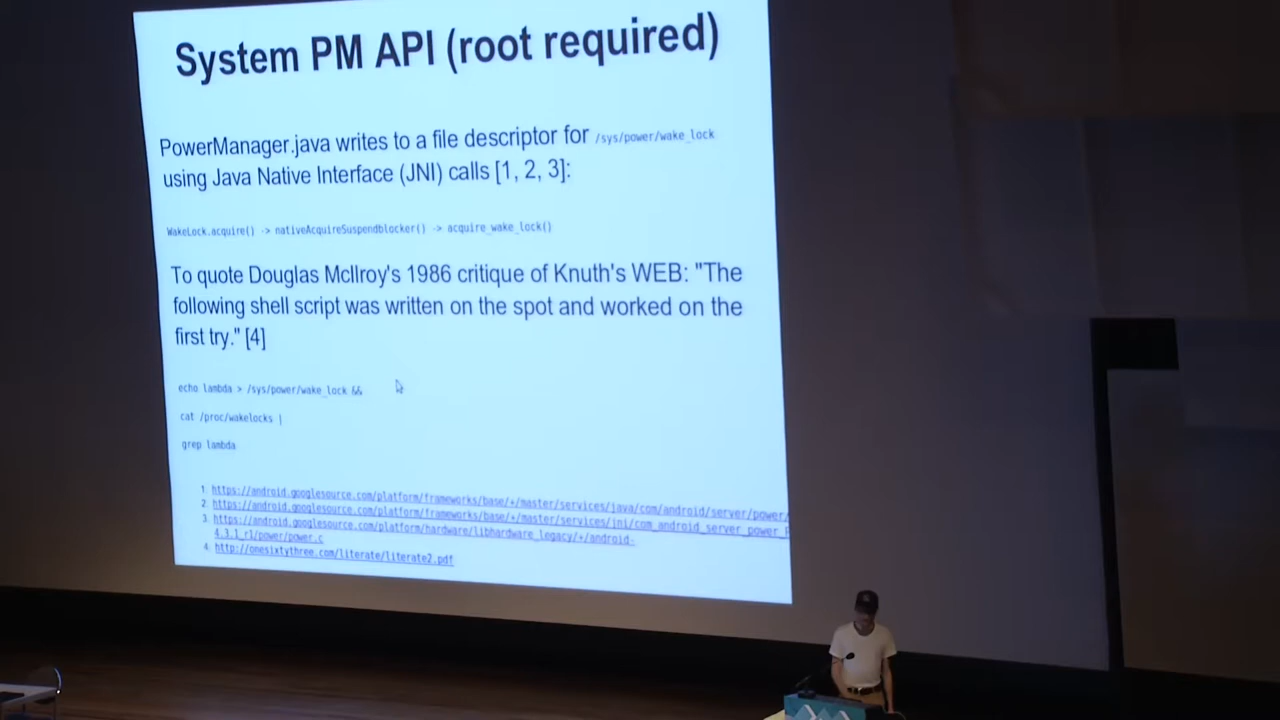 System PM API (root required)
PowerManager.java writes to a file descriptor for /sys/power/wake_lock
using Java Native Interface (JNI) calls [1, 2, 3]:
WakeLock.acquire() -> nativeAcquireSuspendblocker() -> acquire_wake_lock()
To quote Douglas McIlroy's 1986 critique of Knuth's WEB: "The
following shell script was written on the spot and worked on the
first try." [4]
echo lambda > /sys/power/wake_lock &&
cat /proc/wakelocks |
grep lambda
1. https://android.googlesource.com/platform/frameworks/base/+/master/services/java/com/android/server/power/
2. https://android.googlesource.com/platform/frameworks/base/+/master/services/jni/com_android_server_power_P
3. https://android.googlesource.com/platform/hardware/libhardware_legacy/+/android-
4.3.1_r1/power/power.c
4. http://onesixtythree.com/literate/literate2.pdf